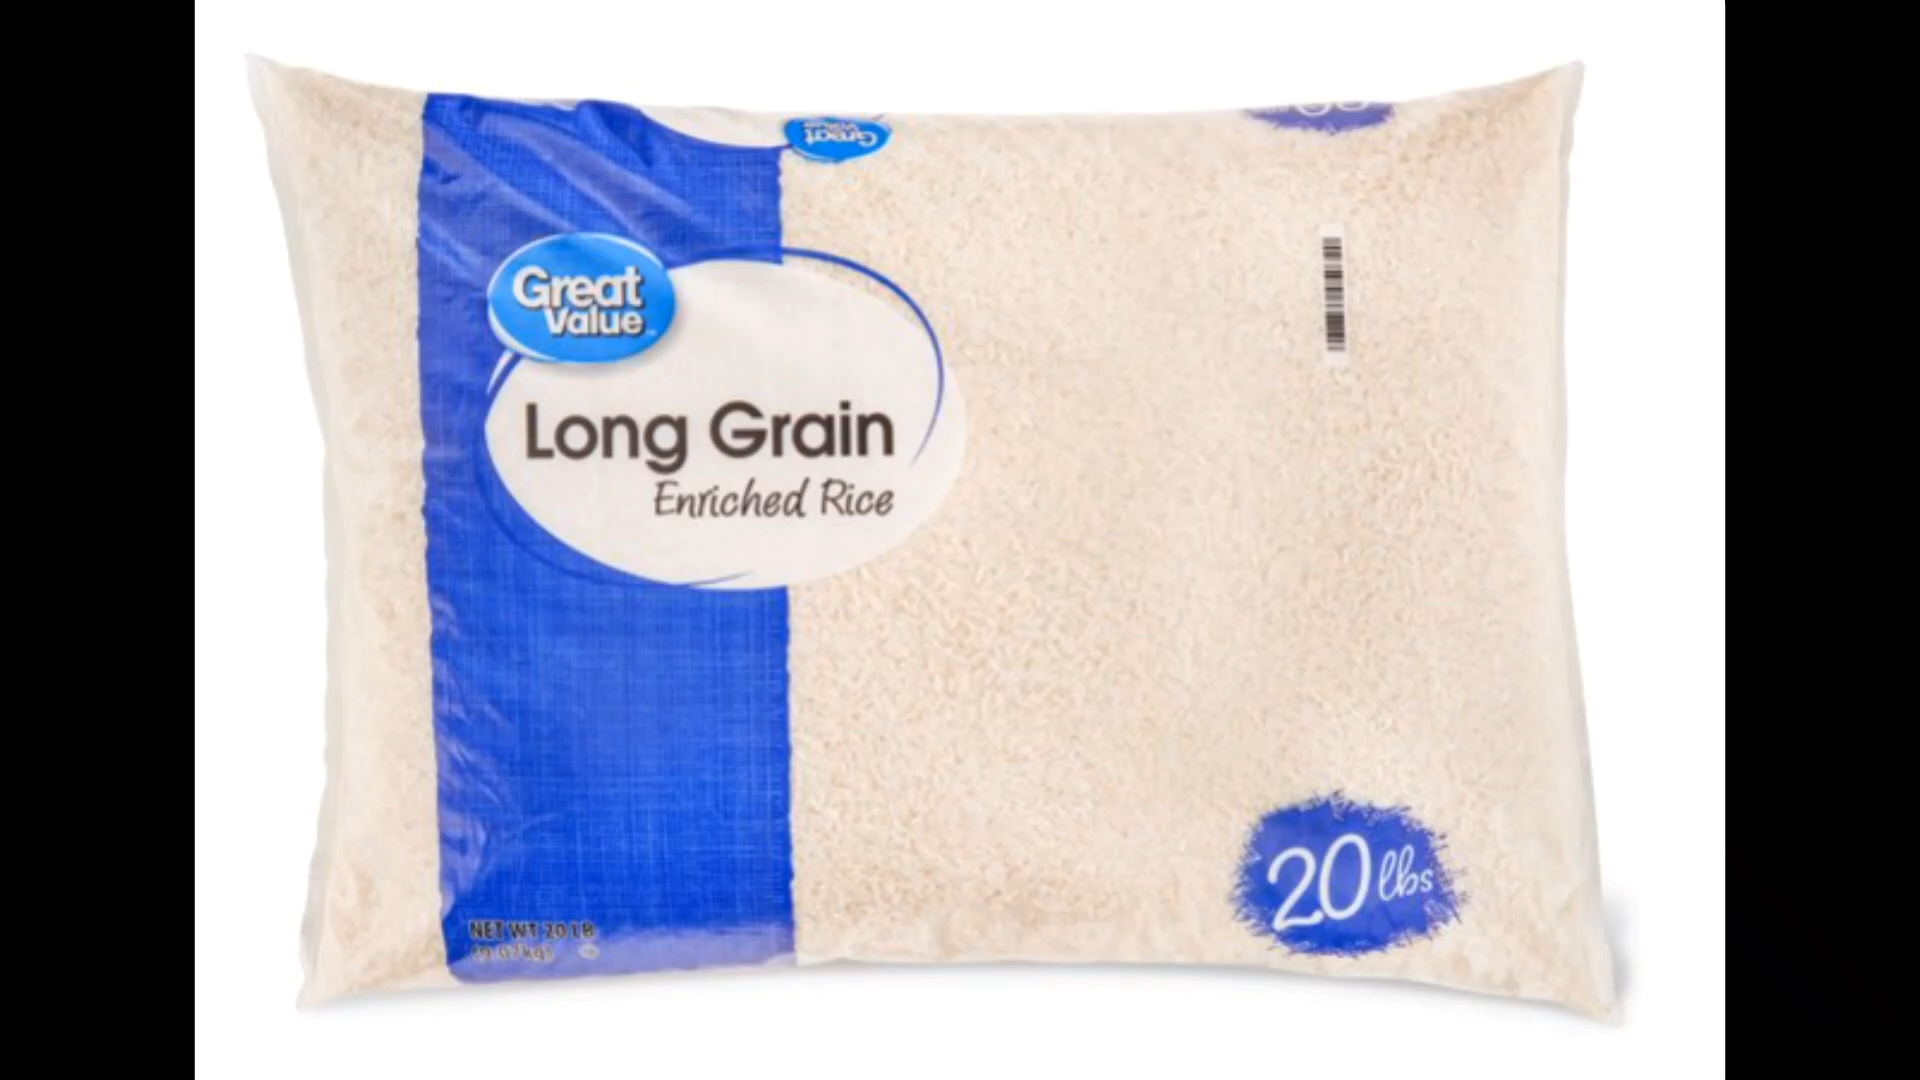 Great
Value
Long Grain
Enriched Rice
20 lbs
NET WT 20 LB